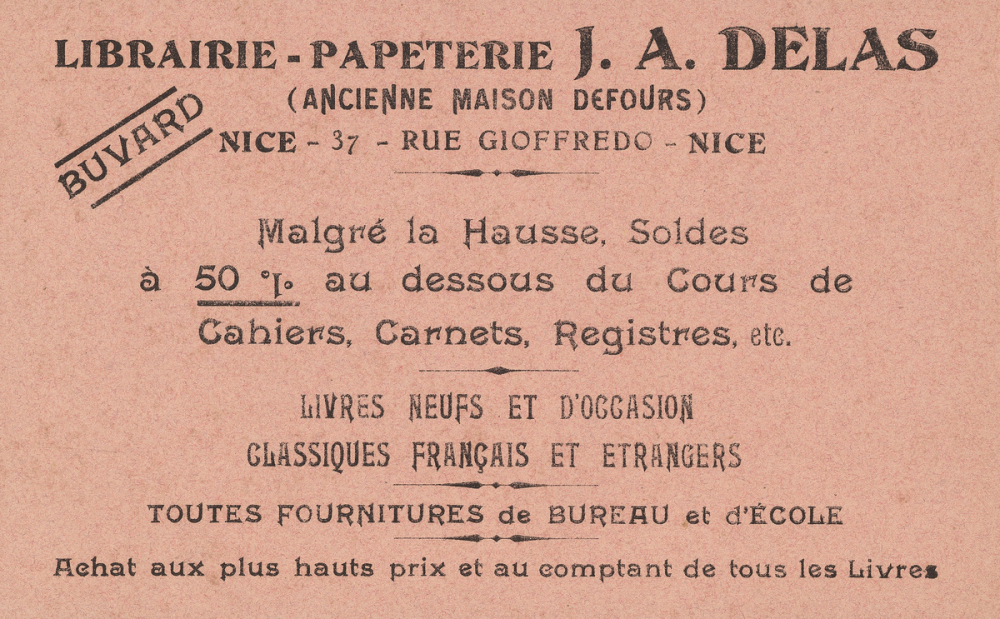 LIBRAIRIE - PAPETERIE J. A. DELAS
(ANCIENNE MAISON DEFOURS)
BUVARD
NICE - 37 - RUE GIOFFREDO - NICE
Malgré la Hausse, Soldes
à 50 % au dessous du Cours de
Cahiers, Carnets, Registres, etc.
LIVRES NEUFS ET D'OCCASION
CLASSIQUES FRANÇAIS ET ETRANGERS
TOUTES FOURNITURES de BUREAU et d'ÉCOLE
Achat aux plus hauts prix et au comptant de tous les Livres